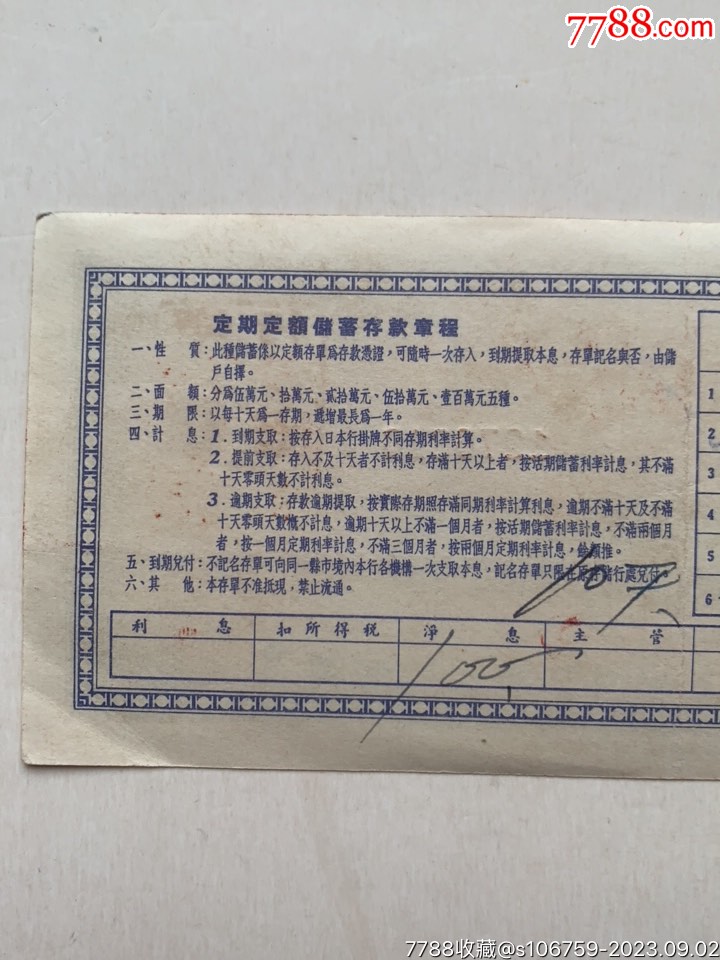 7788.com
定期定額儲蓄存款章程
一、性　質：此種儲蓄係以定額存單爲存款憑證，可隨時一次存入，到期提取本息，存單記名與否，由儲
戶自擇。
二、面　額：分爲伍萬元、拾萬元、貳拾萬元、伍拾萬元、壹百萬元五種。
三、期　限：以每十天爲一存期，遞增最長爲一年。
四、計　息：1．到期支取：按存入日本行掛牌不同存期利率計算。
2．提前支取：存入不及十天者不計利息，存滿十天以上者，按活期儲蓄利率計息，其不滿
十天零頭天數不計利息。
3．逾期支取：存款逾期提取，按實際存期照存滿同期利率計算利息，逾期不滿十天及不滿
十天零頭天數概不計息，逾期十天以上不滿一個月者，按活期儲蓄利率計息，不滿兩個月
者，按一個月定期利率計息，不滿三個月者，按兩個月定期利率計息，餘類推。
五、到期兌付：不記名存單可向同一縣市境內本行各機構一次支取本息，記名存單只限在原存儲行處兌付。
六、其　他：本存單不准抵現，禁止流通。
利　息　扣所得稅　淨　息　主　管
100
1
2
3
4
5
6
7788收藏@s106759-2023.09.02